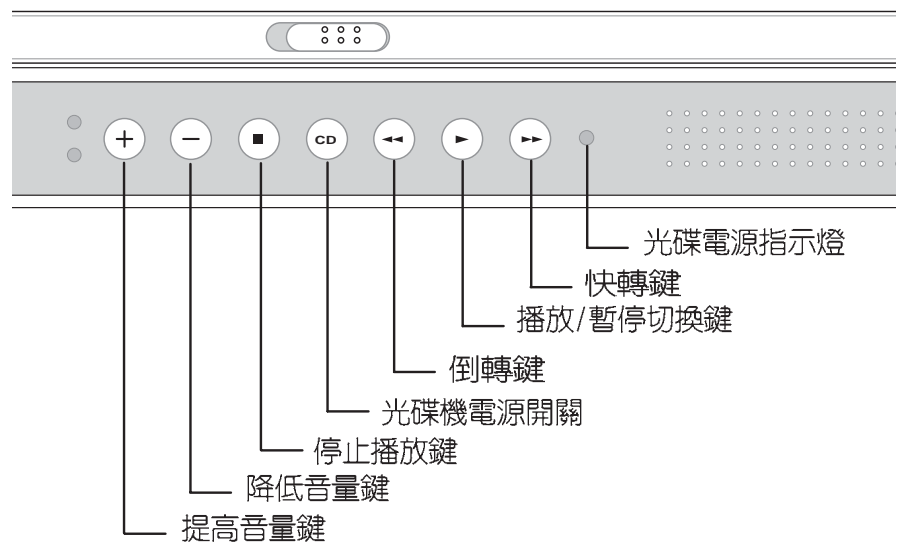 CD
光碟電源指示燈
快轉鍵
播放/暫停切換鍵
倒轉鍵
光碟機電源開關
停止播放鍵
降低音量鍵
提高音量鍵